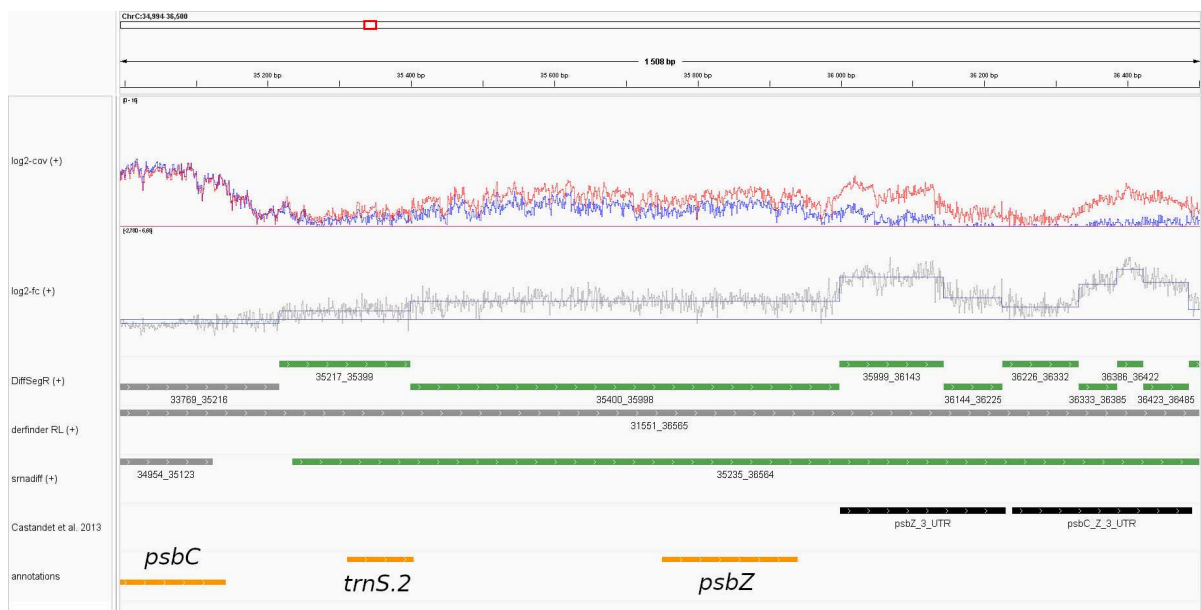 ChrC:34,994-36,500
1 508 bp
35 200 bp 35 400 bp 35 600 bp 35 800 bp 36 000 bp 36 200 bp 36 400 bp
log2-cov (+)
log2-fc (+)
DiffSegR (+)
35217_35399 35999_36143 36226_36332 36386_36422
33769_35216 35400_35998 36144_36225 36333_36385 36423_36485
derfinder RL (+)
31551_36565
srnadiff (+)
34954_35123 35235_36564
Castandet et al. 2013
psbZ_3_UTR psbC_Z_3_UTR
annotations
psbC trnS.2 psbZ